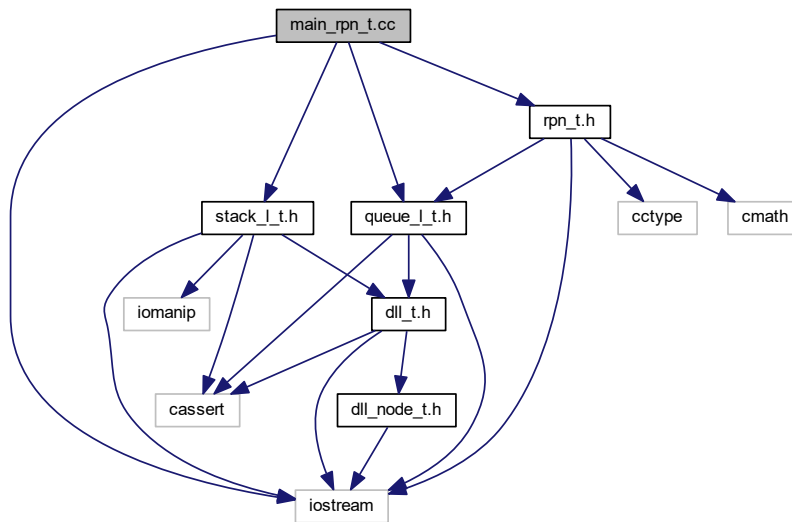 main_rpn_t.cc
rpn_t.h
stack_l_t.h
queue_l_t.h
cctype
cmath
iomanip
dll_t.h
cassert
dll_node_t.h
iostream